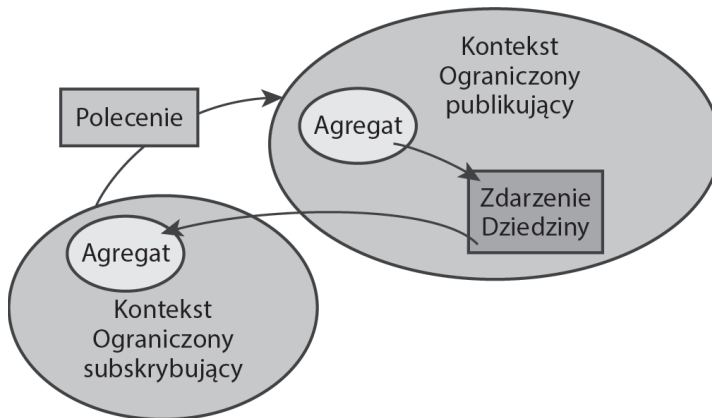 Kontekst
Ograniczony
publikujący
Polecenie
Agregat
Zdarzenie
Dziedziny
Agregat
Kontekst
Ograniczony
subskrybujący